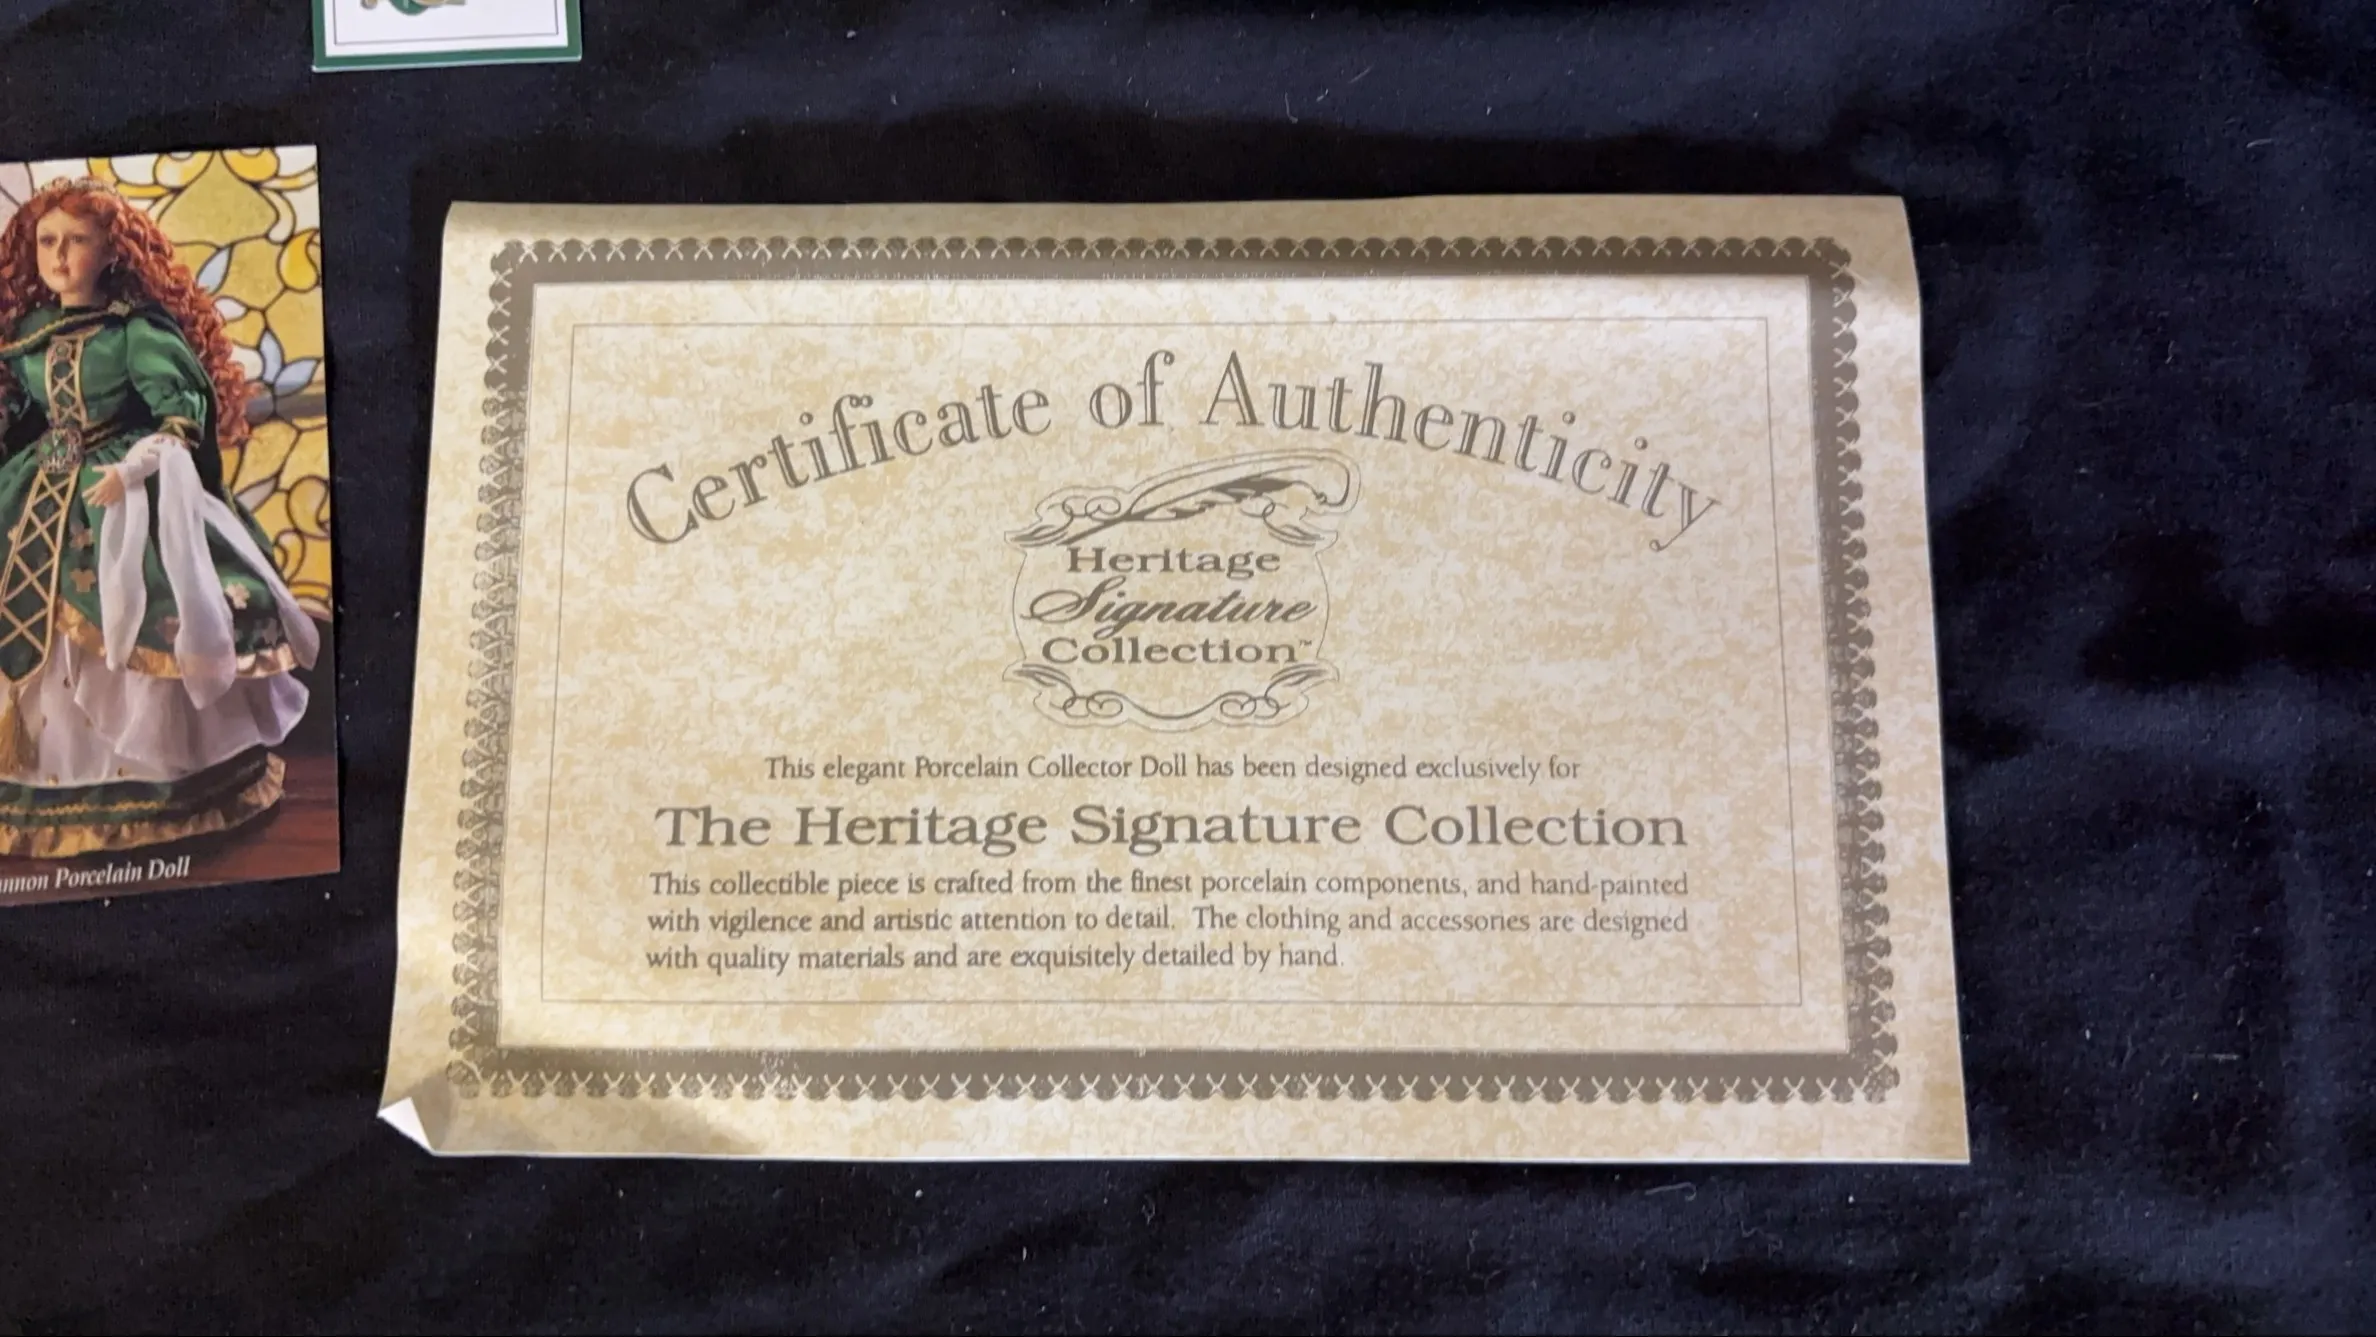 Certificate of Authenticity
Heritage
Signature
Collection™
This elegant Porcelain Collector Doll has been designed exclusively for
The Heritage Signature Collection
This collectible piece is crafted from the finest porcelain components, and hand-painted
with vigilence and artistic attention to detail. The clothing and accessories are designed
with quality materials and are exquisitely detailed by hand.
Porcelain Doll